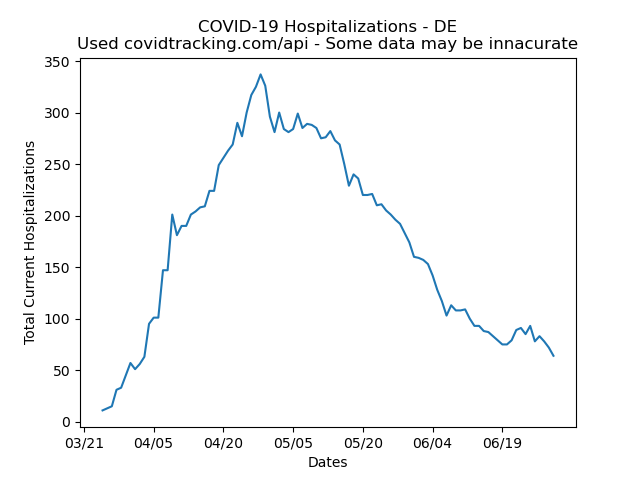 COVID-19 Hospitalizations - DE
Used covidtracking.com/api - Some data may be innacurate
Total Current Hospitalizations
350
300
250
200
150
100
50
0
03/21 04/05 04/20 05/05 05/20 06/04 06/19
Dates